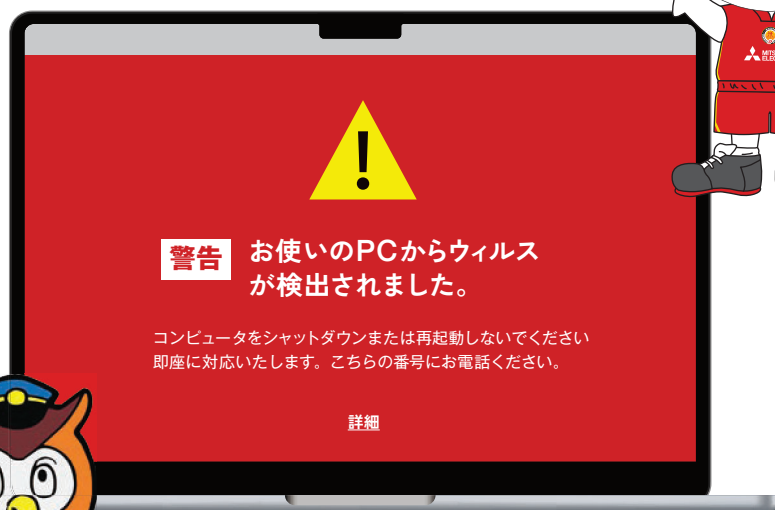 警告
お使いのPCからウィルス
が検出されました。
コンピュータをシャットダウンまたは再起動しないでください
即座に対応いたします。こちらの番号にお電話ください。
詳細